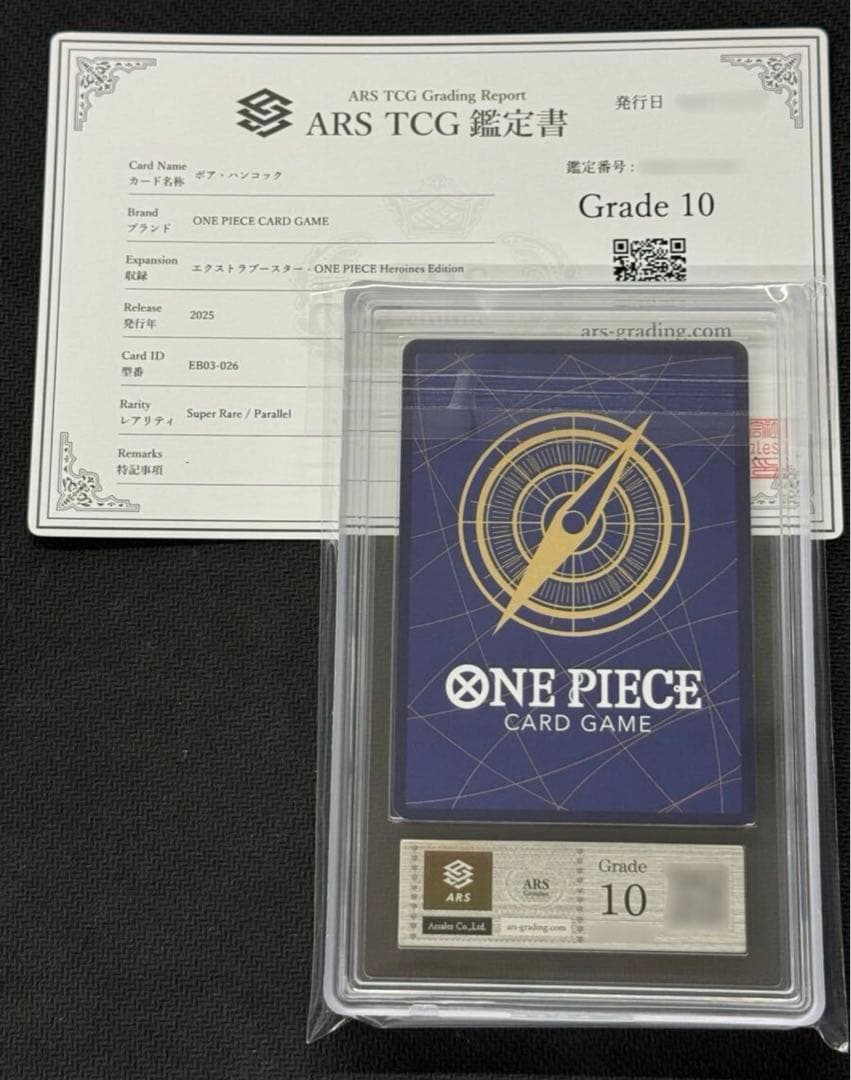 ARS TCG Grading Report
ARS TCG 鑑定書
発行日
鑑定番号：
Grade 10
ars-grading.com
Card Name
カード名称 ボア・ハンコック
Brand
ブランド ONE PIECE CARD GAME
Expansion
収録 エクストラブースター - ONE PIECE Heroines Edition
Release
発行年 2025
Card ID
型番 EB03-026
Rarity
レアリティ Super Rare / Parallel
Remarks
特記事項 -
ONE PIECE
CARD GAME
ARS
Arsales Co.,Ltd.
ARS
ars-grading.com
Grade
10